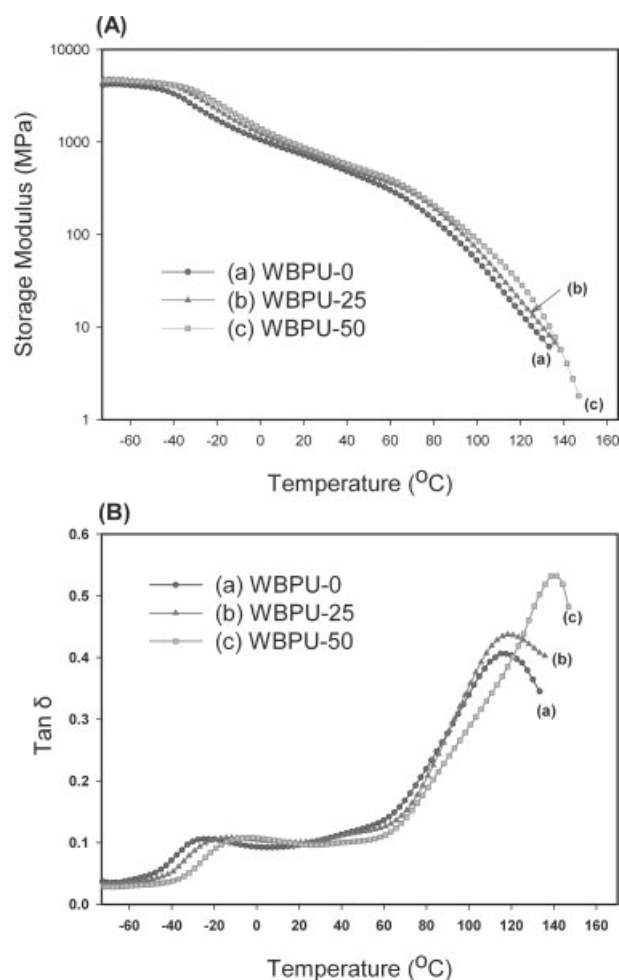 (A)
10000
1000
100
10
1
Storage Modulus (MPa)
(a) WBPU-0
(b) WBPU-25
(c) WBPU-50
(b)
(a)
(c)
-60 -40 -20 0 20 40 60 80 100 120 140 160
Temperature (ºC)
(B)
0.6
0.5
0.4
0.3
0.2
0.1
0.0
Tan δ
(a) WBPU-0
(b) WBPU-25
(c) WBPU-50
(c)
(b)
(a)
-60 -40 -20 0 20 40 60 80 100 120 140 160
Temperature (ºC)